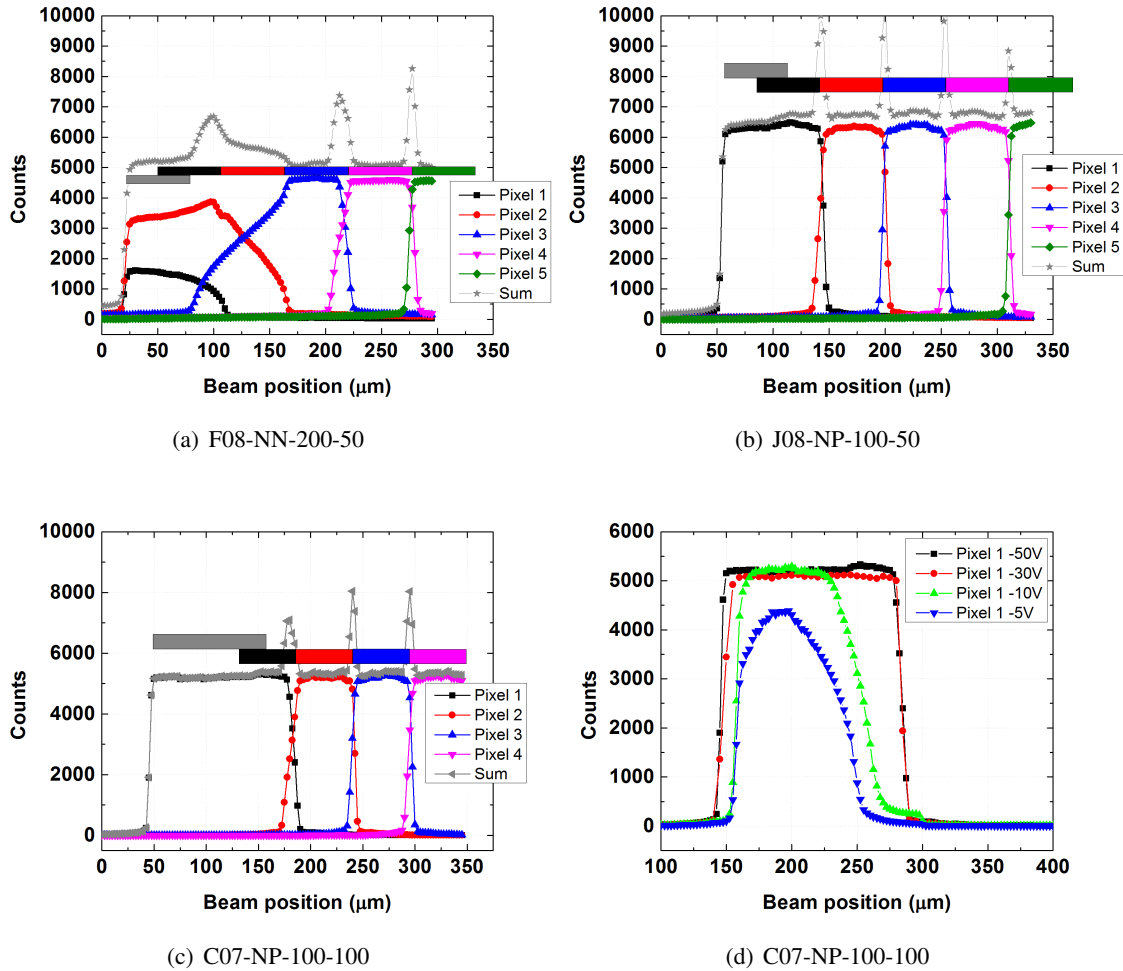 10000
9000
8000
7000
6000
5000
4000
3000
2000
1000
0
Counts
0 50 100 150 200 250 300 350
Beam position (μm)
Pixel 1
Pixel 2
Pixel 3
Pixel 4
Pixel 5
Sum
(a) F08-NN-200-50
10000
9000
8000
7000
6000
5000
4000
3000
2000
1000
0
Counts
0 50 100 150 200 250 300 350
Beam position (μm)
Pixel 1
Pixel 2
Pixel 3
Pixel 4
Pixel 5
Sum
(b) J08-NP-100-50
10000
8000
6000
4000
2000
0
Counts
0 50 100 150 200 250 300 350
Beam position (μm)
Pixel 1
Pixel 2
Pixel 3
Pixel 4
Sum
(c) C07-NP-100-100
6000
5000
4000
3000
2000
1000
0
Counts
100 150 200 250 300 350 400
Beam position (μm)
Pixel 1 -50V
Pixel 1 -30V
Pixel 1 -10V
Pixel 1 -5V
(d) C07-NP-100-100